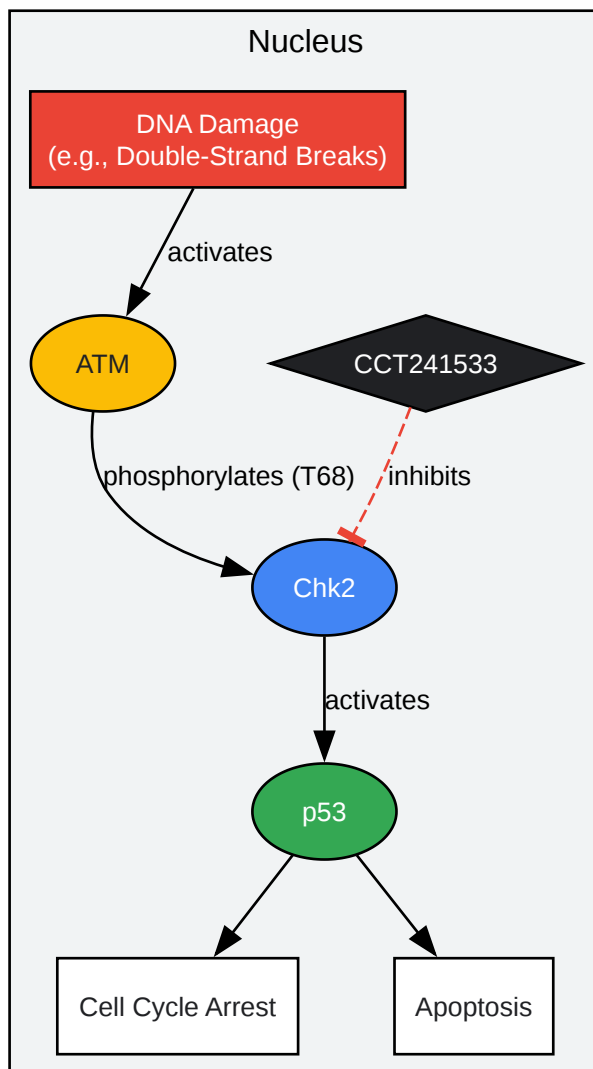 Nucleus
DNA Damage
(e.g., Double-Strand Breaks)
activates
ATM
CCT241533
phosphorylates (T68)
inhibits
Chk2
activates
p53
Cell Cycle Arrest
Apoptosis